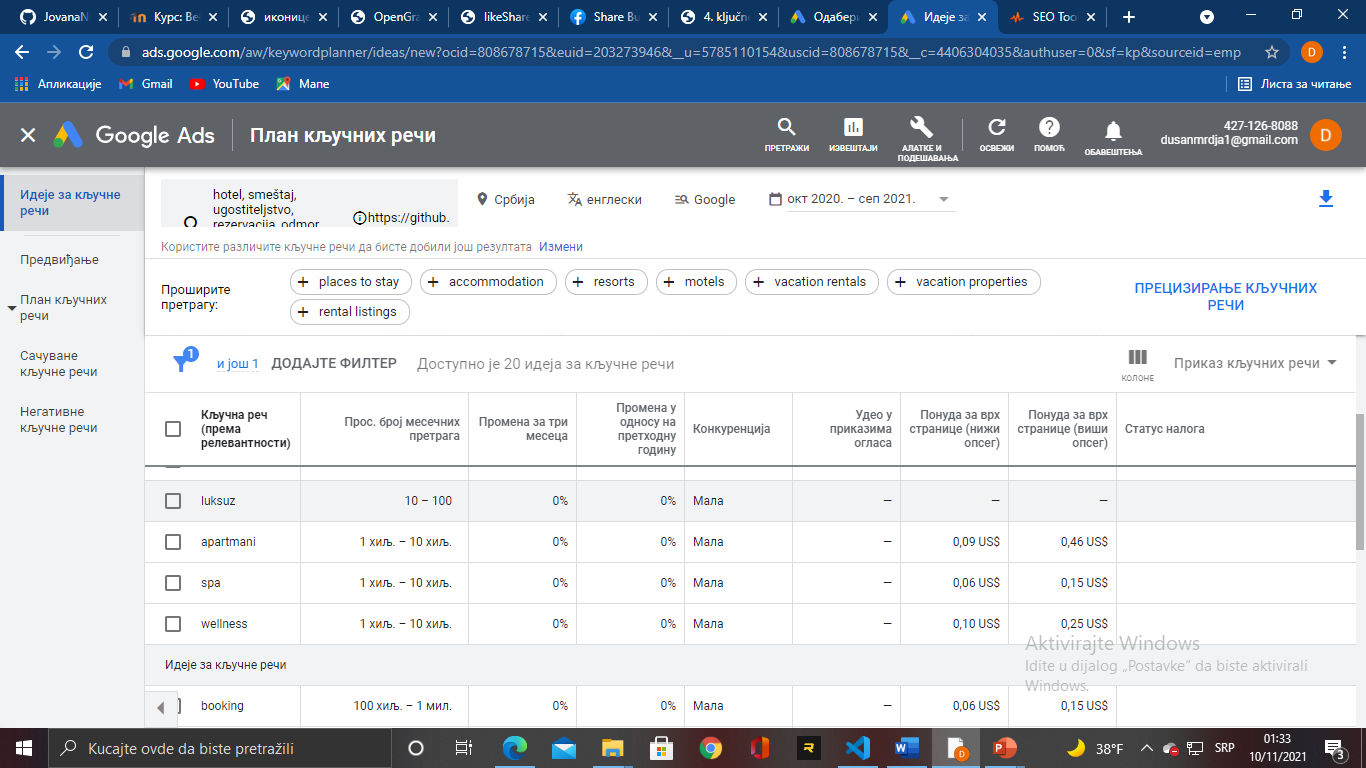 JovanaN
Курс: Ве
иконице
OpenGra
likeShare
Share Bu
4. кључн
Одабери
Идеје за
SEO Too
ads.google.com/aw/keywordplanner/ideas/new?ocid=808678715&euid=203273946&__u=5785110154&uscid=808678715&__c=4406304035&authuser=0&sf=kp&sourceid=emp
D
Апликације
Gmail
YouTube
Мапе
Листа за читање
Google Ads
План кључних речи
ПРЕТРАЖИ
ИЗВЕШТАЈИ
АЛАТКЕ И
ПОДЕШАВАЊА
ОСВЕЖИ
ПОМОЋ
ОБАВЕШТЕЊА
427-126-8088
dusanmrdja1@gmail.com
D
Идеје за кључне
речи
Предвиђање
План кључних
речи
Сачуване
кључне речи
Негативне
кључне речи
hotel, smeštaj,
ugostiteljstvo,
rezervacija, odmor
https://github.
Србија
енглески
Google
окт 2020. – сеп 2021.
Користите различите кључне речи да бисте добили још резултата Измени
Проширите
претрагу:
places to stay
accommodation
resorts
motels
vacation rentals
vacation properties
rental listings
ПРЕЦИЗИРАЊЕ КЉУЧНИХ
РЕЧИ
1
и још 1
ДОДАЈТЕ ФИЛТЕР
Доступно је 20 идеја за кључне речи
КОЛОНЕ
Приказ кључних речи
Кључна реч
(према
релевантности)
Прос. број месечних
претрага
Промена за три
месеца
Промена у
односу на
претходну
годину
Конкуренција
Удео у
приказима
огласа
Понуда за врх
странице (нижи
опсег)
Понуда за врх
странице (виши
опсег)
Статус налога
luksuz 10 – 100 0% 0% Мала — — —
apartmani 1 хиљ. – 10 хиљ. 0% 0% Мала — 0,09 US$ 0,46 US$
spa 1 хиљ. – 10 хиљ. 0% 0% Мала — 0,06 US$ 0,15 US$
wellness 1 хиљ. – 10 хиљ. 0% 0% Мала — 0,10 US$ 0,25 US$
Идеје за кључне речи
booking 100 хиљ. – 1 мил. 0% 0% Мала — 0,06 US$ 0,15 US$
Aktivirajte Windows
Idite u dijalog „Postavke“ da biste aktivirali
Windows.
Kucajte ovde da biste pretražili
38°F
SRP
01:33
10/11/2021
3